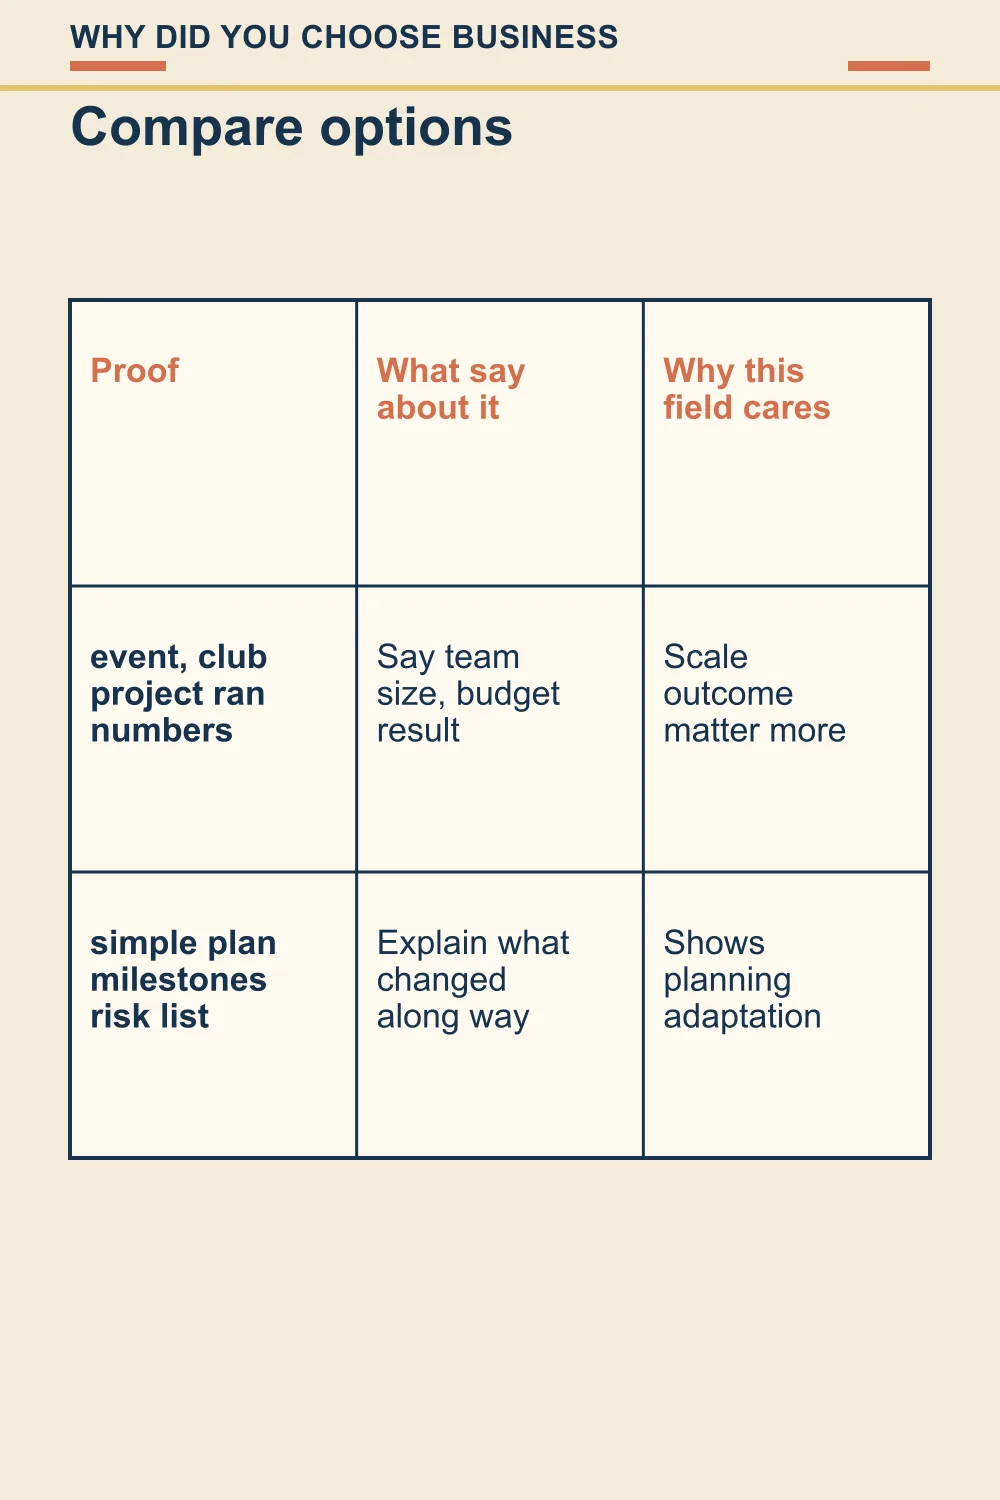 WHY DID YOU CHOOSE BUSINESS
Compare options
Proof
What say
about it
Why this
field cares
event, club
project ran
numbers
Say team
size, budget
result
Scale
outcome
matter more
simple plan
milestones
risk list
Explain what
changed
along way
Shows
planning
adaptation